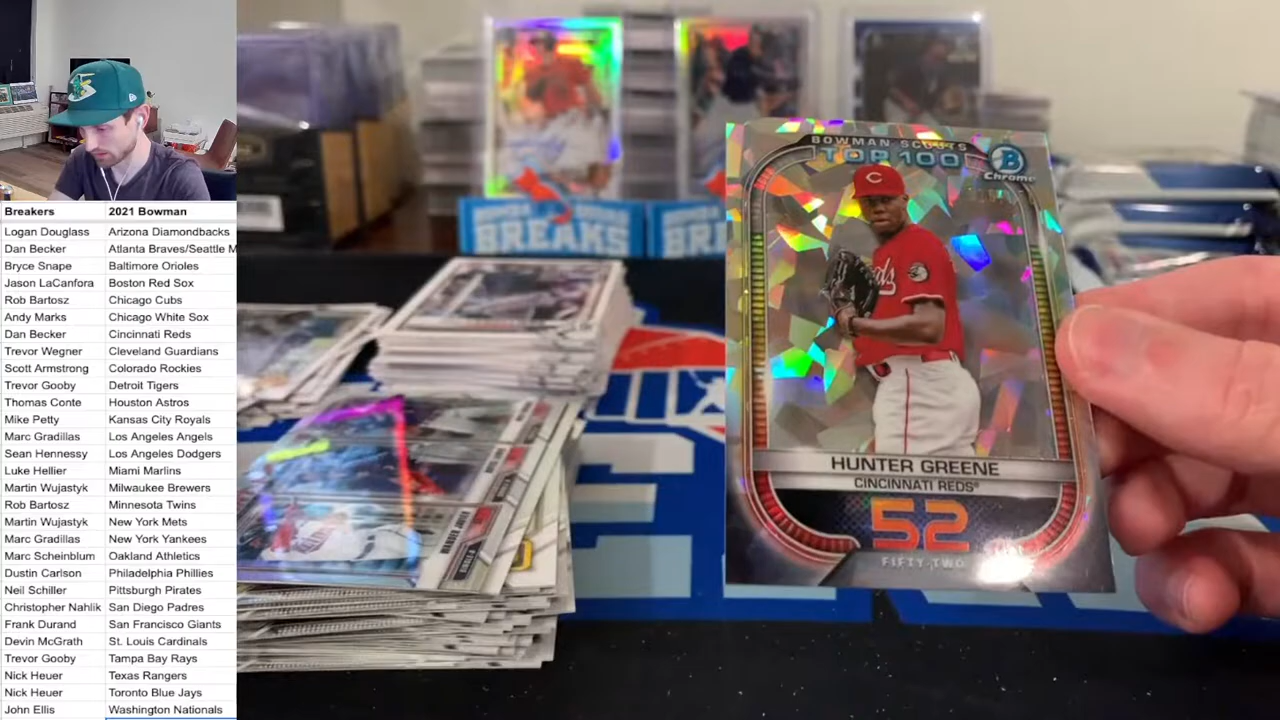 Breakers 2021 Bowman
Logan Douglass Arizona Diamondbacks
Dan Becker Atlanta Braves/Seattle M
Bryce Snape Baltimore Orioles
Jason LaCanfora Boston Red Sox
Rob Bartosz Chicago Cubs
Andy Marks Chicago White Sox
Dan Becker Cincinnati Reds
Trevor Wegner Cleveland Guardians
Scott Armstrong Colorado Rockies
Trevor Gooby Detroit Tigers
Thomas Conte Houston Astros
Mike Petty Kansas City Royals
Marc Gradillas Los Angeles Angels
Sean Hennessy Los Angeles Dodgers
Luke Hellier Miami Marlins
Martin Wujastyk Milwaukee Brewers
Rob Bartosz Minnesota Twins
Martin Wujastyk New York Mets
Marc Gradillas New York Yankees
Marc Scheinblum Oakland Athletics
Dustin Carlson Philadelphia Phillies
Neil Schiller Pittsburgh Pirates
Christopher Nahlik San Diego Padres
Frank Durand San Francisco Giants
Devin McGrath St. Louis Cardinals
Trevor Gooby Tampa Bay Rays
Nick Heuer Texas Rangers
Nick Heuer Toronto Blue Jays
John Ellis Washington Nationals
BREAKS
BRE
BOWMAN SCOUTS
TOP 100
B
Chrome
C
HUNTER GREENE
CINCINNATI REDS
52
FIFTY-TWO
WANDER JAVIER